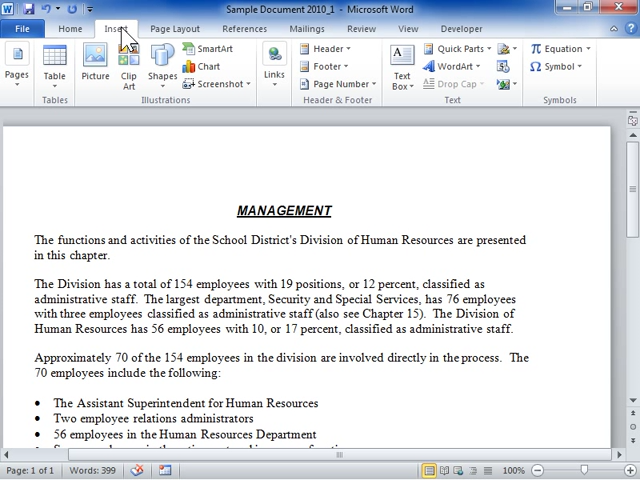 Sample Document 2010_1 - Microsoft Word
File Home Insert Page Layout References Mailings Review View Developer
Pages
Table
Tables
Picture
Clip Art
Shapes
SmartArt
Chart
Screenshot
Illustrations
Links
Header
Footer
Page Number
Header & Footer
Text Box
Quick Parts
WordArt
Drop Cap
Text
Equation
Symbol
Symbols
MANAGEMENT
The functions and activities of the School District's Division of Human Resources are presented
in this chapter.
The Division has a total of 154 employees with 19 positions, or 12 percent, classified as
administrative staff. The largest department, Security and Special Services, has 76 employees
with three employees classified as administrative staff (also see Chapter 15). The Division of
Human Resources has 56 employees with 10, or 17 percent, classified as administrative staff.
Approximately 70 of the 154 employees in the division are involved directly in the process. The
70 employees include the following:
• The Assistant Superintendent for Human Resources
• Two employee relations administrators
• 56 employees in the Human Resources Department
Page: 1 of 1 Words: 399 100%